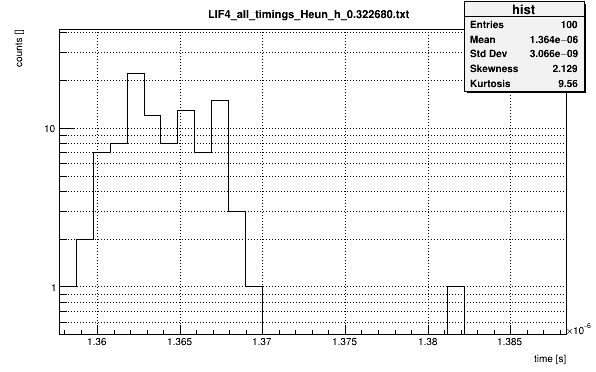 LIF4_all_timings_Heun_h_0.322680.txt
hist
Entries 100
Mean 1.364e−06
Std Dev 3.066e−09
Skewness 2.129
Kurtosis 9.56
counts []
10
1
1.36 1.365 1.37 1.375 1.38 1.385
×10⁻⁶
time [s]